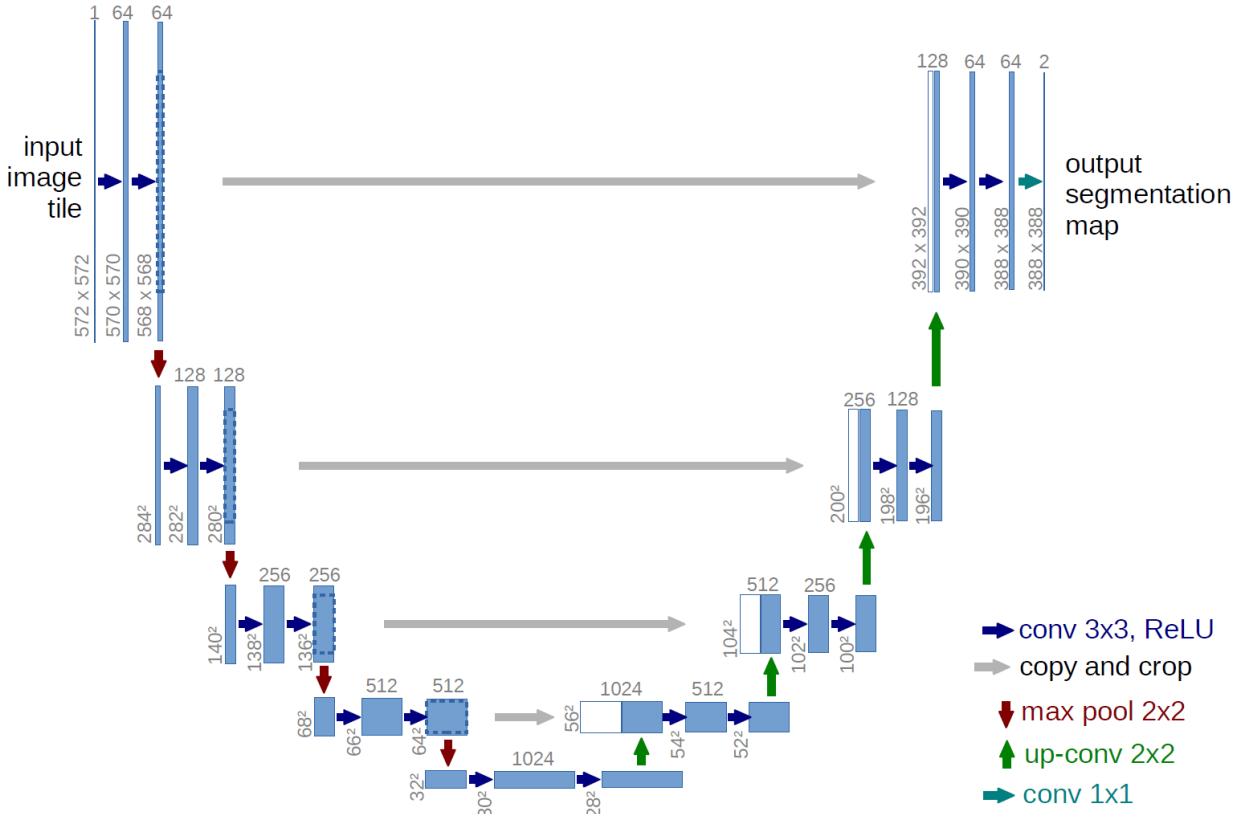 1 64 64
input
image
tile
572 x 572
570 x 570
568 x 568
128 64 64 2
output
segmentation
map
392 x 392
390 x 390
388 x 388
388 x 388
128 128
284²
282²
280²
256 128
200²
198²
196²
256 256
140²
138²
136²
512 256
104²
102²
100²
512 512
68²
66²
64²
1024 512
56²
54²
52²
1024
32²
30²
28²
conv 3x3, ReLU
copy and crop
max pool 2x2
up-conv 2x2
conv 1x1